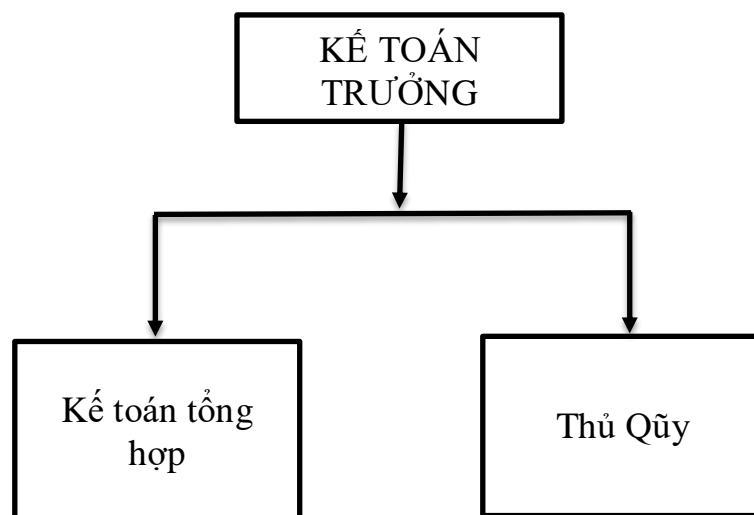 KẾ TOÁN
TRƯỞNG
Kế toán tổng
hợp
Thủ Qũy